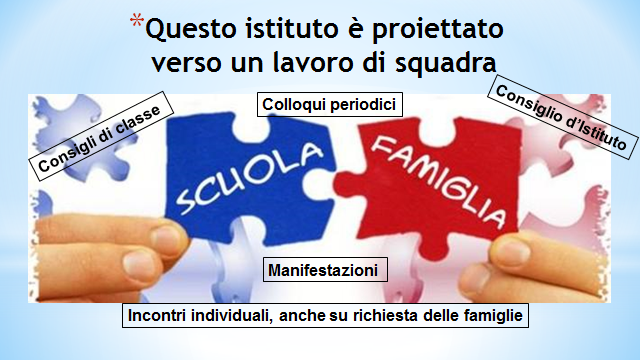 *Questo istituto è proiettato
verso un lavoro di squadra
Consigli di classe
Colloqui periodici
Consiglio d'Istituto
SCUOLA
FAMIGLIA
Manifestazioni
Incontri individuali, anche su richiesta delle famiglie